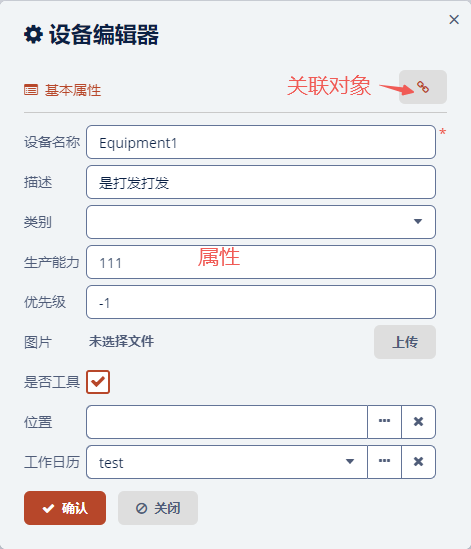 设备编辑器
关联对象
基本属性
设备名称 Equipment1 *
描述 是打发打发
类别
生产能力 111 属性
优先级 -1
图片 未选择文件 上传
是否工具
位置
工作日历 test
确认 关闭